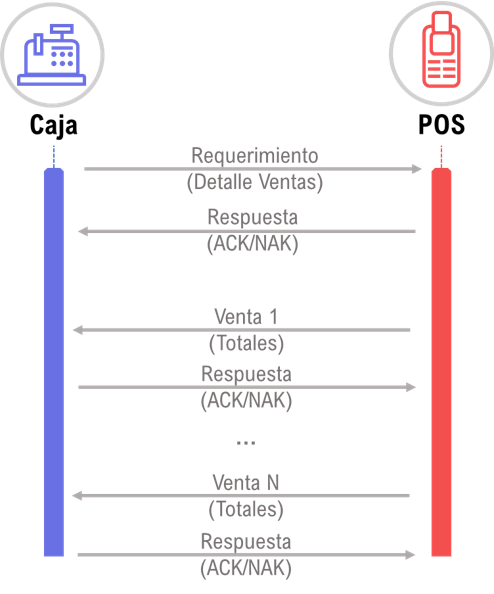 Caja
POS
Requerimiento
(Detalle Ventas)
Respuesta
(ACK/NAK)
Venta 1
(Totales)
Respuesta
(ACK/NAK)
...
Venta N
(Totales)
Respuesta
(ACK/NAK)